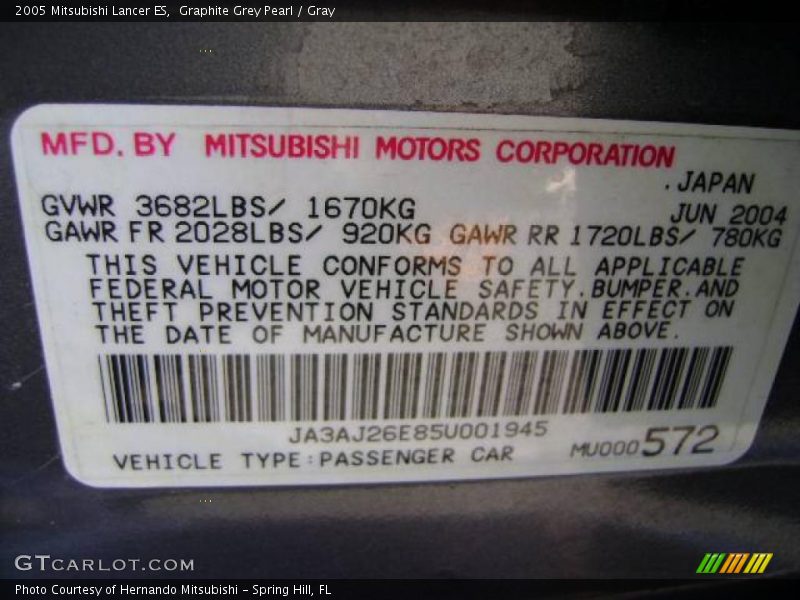 2005 Mitsubishi Lancer ES,  Graphite Grey Pearl / Gray
MFD. BY MITSUBISHI MOTORS CORPORATION
JAPAN
GVWR 3682LBS/ 1670KG JUN 2004
GAWR FR 2028LBS/ 920KG GAWR RR 1720LBS/ 780KG
THIS VEHICLE CONFORMS TO ALL APPLICABLE
FEDERAL MOTOR VEHICLE SAFETY,BUMPER,AND
THEFT PREVENTION STANDARDS IN EFFECT ON
THE DATE OF MANUFACTURE SHOWN ABOVE.
JA3AJ26E85U001945
VEHICLE TYPE:PASSENGER CAR MU000572
GTCARLOT.COM
Photo Courtesy of Hernando Mitsubishi - Spring Hill, FL